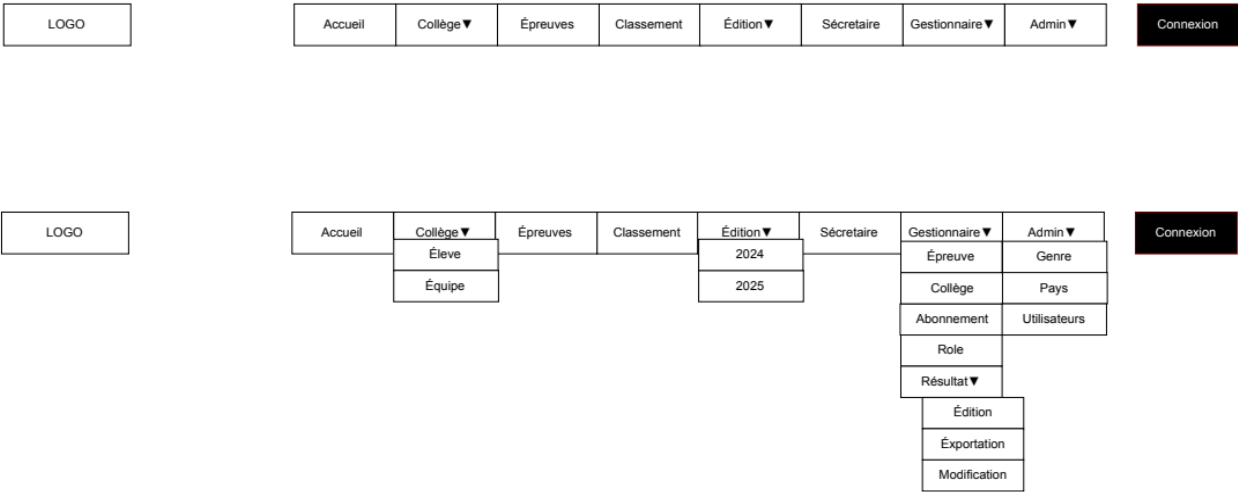 LOGO Accueil Collège▼ Épreuves Classement Édition▼ Sécretaire Gestionnaire▼ Admin▼ Connexion
LOGO Accueil Collège▼ Épreuves Classement Édition▼ Sécretaire Gestionnaire▼ Admin▼ Connexion
Éleve 2024 Épreuve Genre
Équipe 2025 Collège Pays
Abonnement Utilisateurs
Role
Résultat▼
Édition
Éxportation
Modification